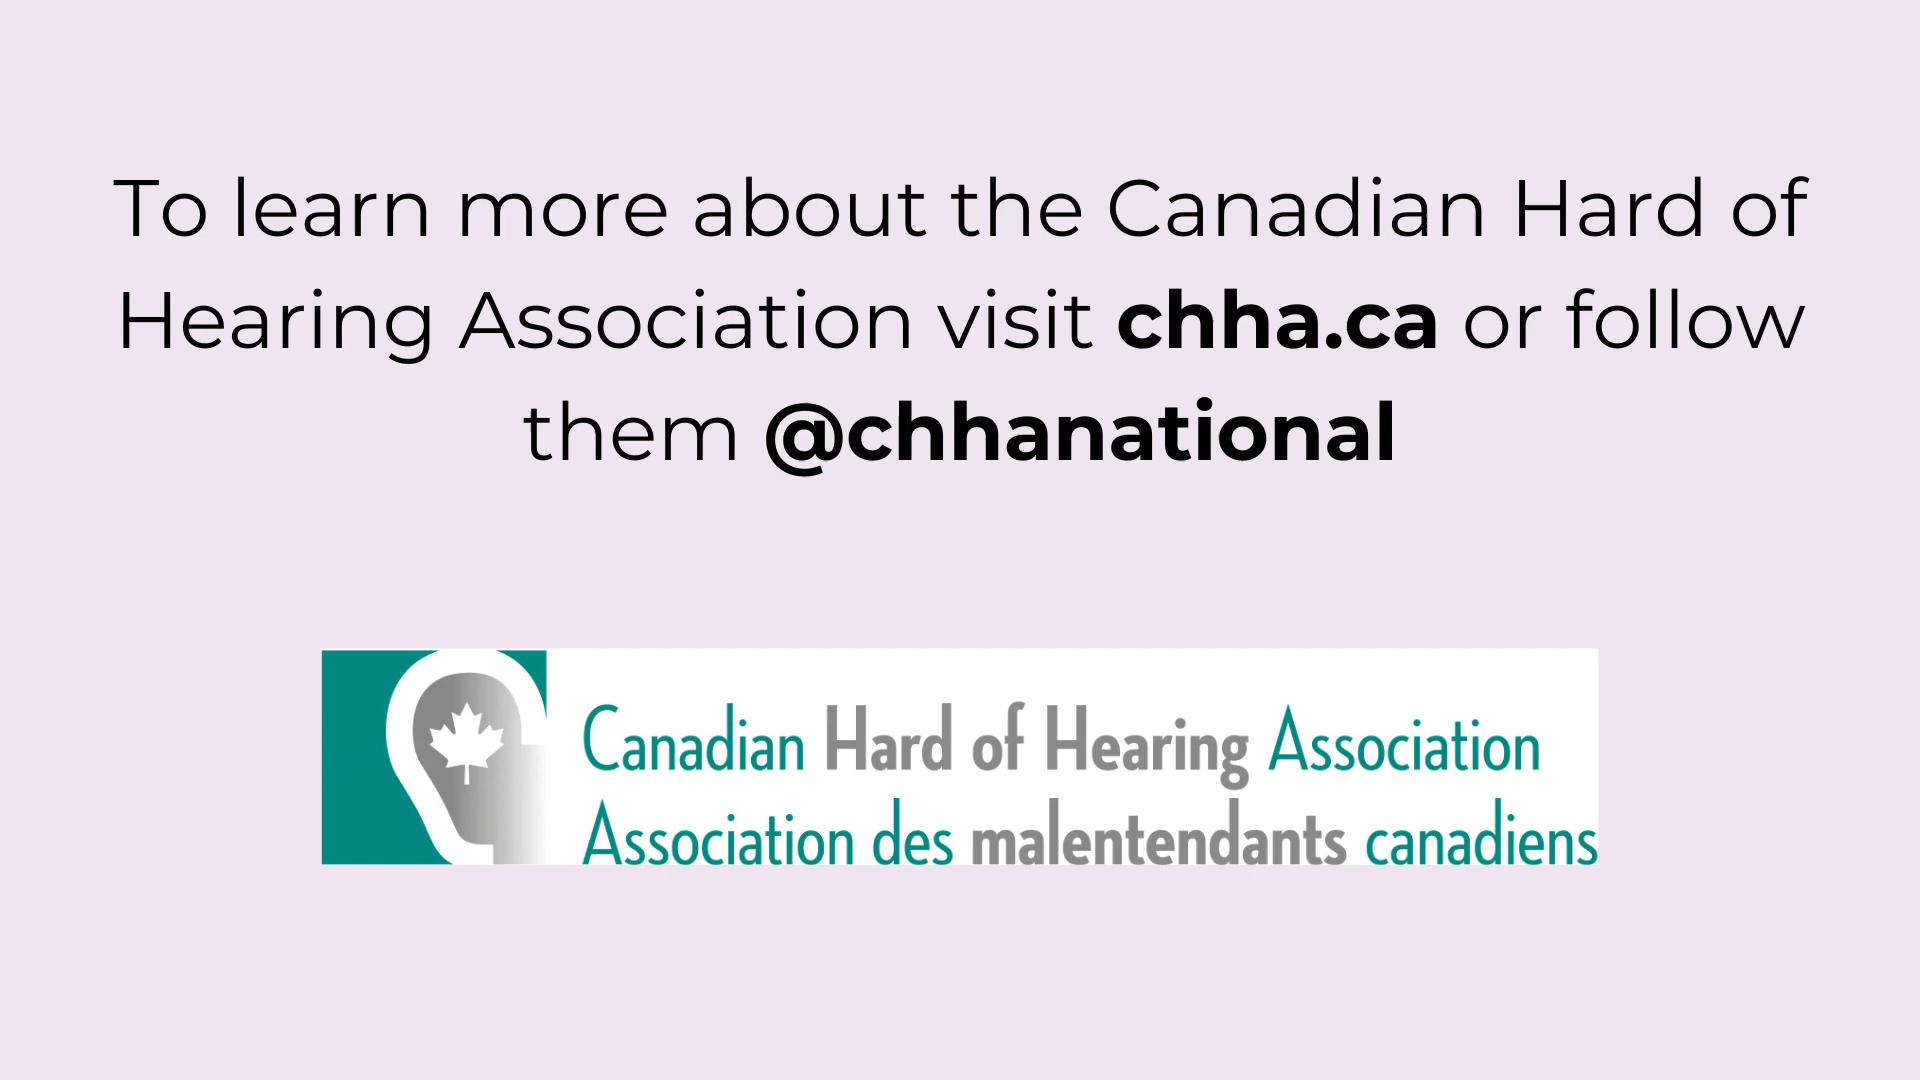 To learn more about the Canadian Hard of
Hearing Association visit chha.ca or follow
them @chhanational
Canadian Hard of Hearing Association
Association des malentendants canadiens